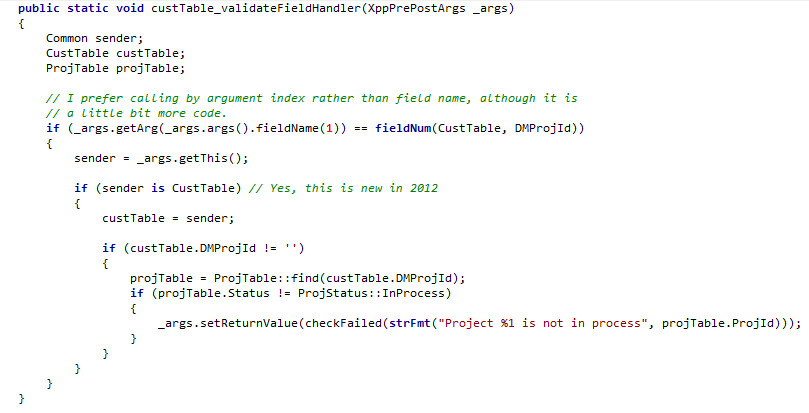 public static void custTable_validateFieldHandler(XppPrePostArgs _args)
{
    Common sender;
    CustTable custTable;
    ProjTable projTable;

    // I prefer calling by argument index rather than field name, although it is
    // a little bit more code.
    if (_args.getArg(_args.args().fieldName(1)) == fieldNum(CustTable, DMProjId))
    {
        sender = _args.getThis();

        if (sender is CustTable) // Yes, this is new in 2012
        {
            custTable = sender;

            if (custTable.DMProjId != '')
            {
                projTable = ProjTable::find(custTable.DMProjId);
                if (projTable.Status != ProjStatus::InProcess)
                {
                    _args.setReturnValue(checkFailed(strFmt("Project %1 is not in process", projTable.ProjId)));
                }
            }
        }
    }
}